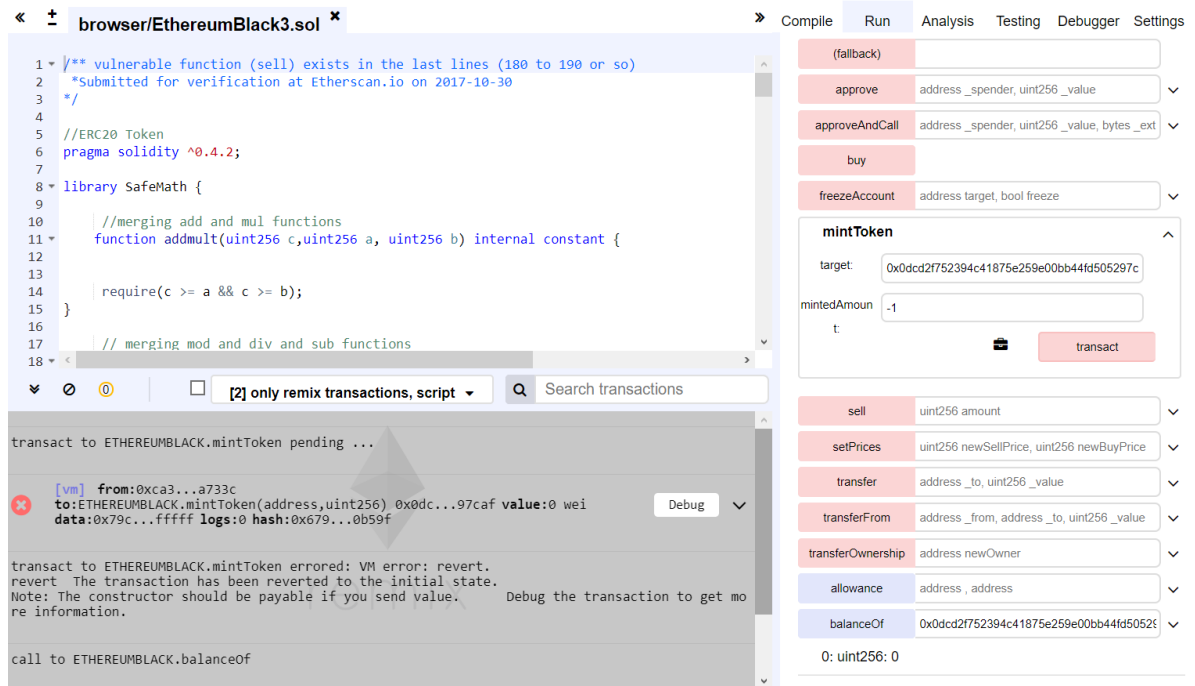 browser/EthereumBlack3.sol
1 /** vulnerable function (sell) exists in the last lines (180 to 190 or so)
2 *Submitted for verification at Etherscan.io on 2017-10-30
3 */
4
5 //ERC20 Token
6 pragma solidity ^0.4.2;
7
8 library SafeMath {
9
10 //merging add and mul functions
11 function addmult(uint256 c,uint256 a, uint256 b) internal constant {
12
13
14 require(c >= a && c >= b);
15 }
16
17 // merging mod and div and sub functions
18
0
[2] only remix transactions, script
Search transactions
transact to ETHEREUMBLACK.mintToken pending ...
[vm] from:0xca3...a733c
to:ETHEREUMBLACK.mintToken(address,uint256) 0x0dc...97caf value:0 wei
data:0x79c...fffff logs:0 hash:0x679...0b59f
Debug
transact to ETHEREUMBLACK.mintToken errored: VM error: revert.
revert The transaction has been reverted to the initial state.
Note: The constructor should be payable if you send value. Debug the transaction to get mo
re information.
remix
call to ETHEREUMBLACK.balanceOf
Compile Run Analysis Testing Debugger Settings
(fallback)
approve address _spender, uint256 _value
approveAndCall address _spender, uint256 _value, bytes _ext
buy
freezeAccount address target, bool freeze
mintToken
target: 0x0dcd2f752394c41875e259e00bb44fd505297c
mintedAmoun -1
t:
transact
sell uint256 amount
setPrices uint256 newSellPrice, uint256 newBuyPrice
transfer address _to, uint256 _value
transferFrom address _from, address _to, uint256 _value
transferOwnership address newOwner
allowance address , address
balanceOf 0x0dcd2f752394c41875e259e00bb44fd50529
0: uint256: 0